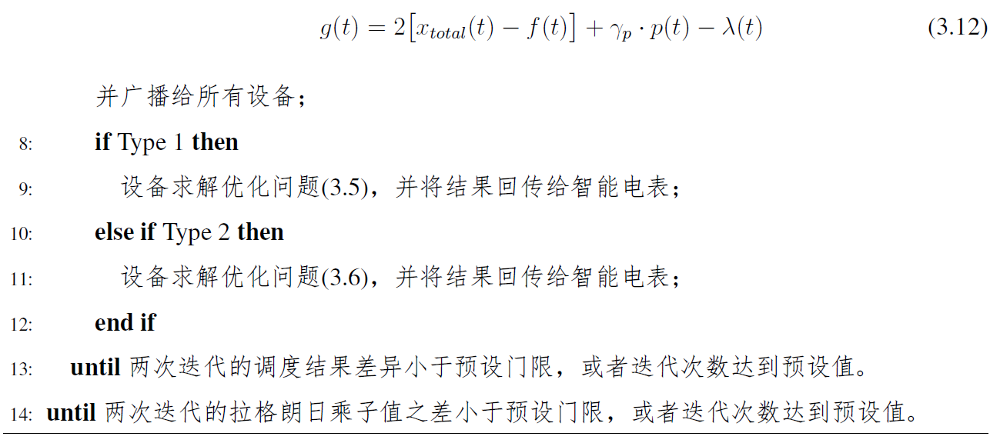 g(t) = 2[x_{total}(t) − f(t)] + γ_p · p(t) − λ(t) (3.12)
并广播给所有设备；
8: if Type 1 then
9: 设备求解优化问题(3.5)，并将结果回传给智能电表；
10: else if Type 2 then
11: 设备求解优化问题(3.6)，并将结果回传给智能电表；
12: end if
13: until 两次迭代的调度结果差异小于预设门限，或者迭代次数达到预设值。
14: until 两次迭代的拉格朗日乘子值之差小于预设门限，或者迭代次数达到预设值。